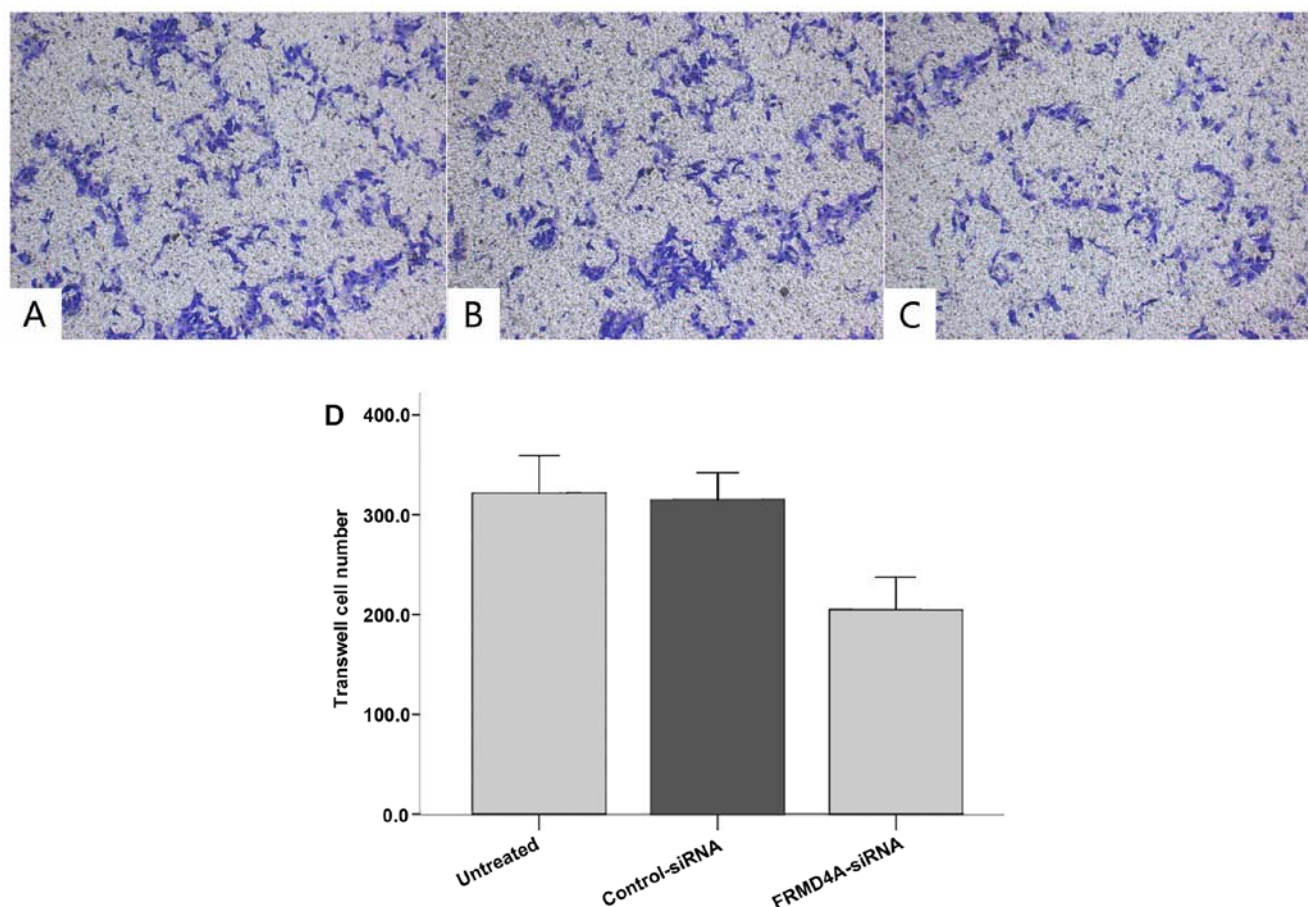 A
B
C
D
Transwell cell number
400.0
300.0
200.0
100.0
0.0
Untreated
Control-siRNA
FRMD4A-siRNA